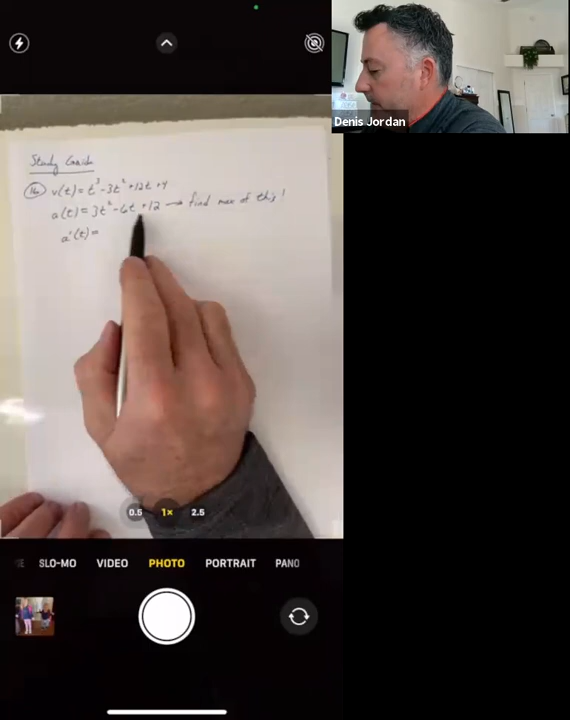 Denis Jordan
Study Guide
16 v(t) = t³ - 3t² + 12t + 4
a(t) = 3t² - 6t + 12 → find max of this!
a'(t) =
0.5 1× 2.5
SLO-MO VIDEO PHOTO PORTRAIT PANO